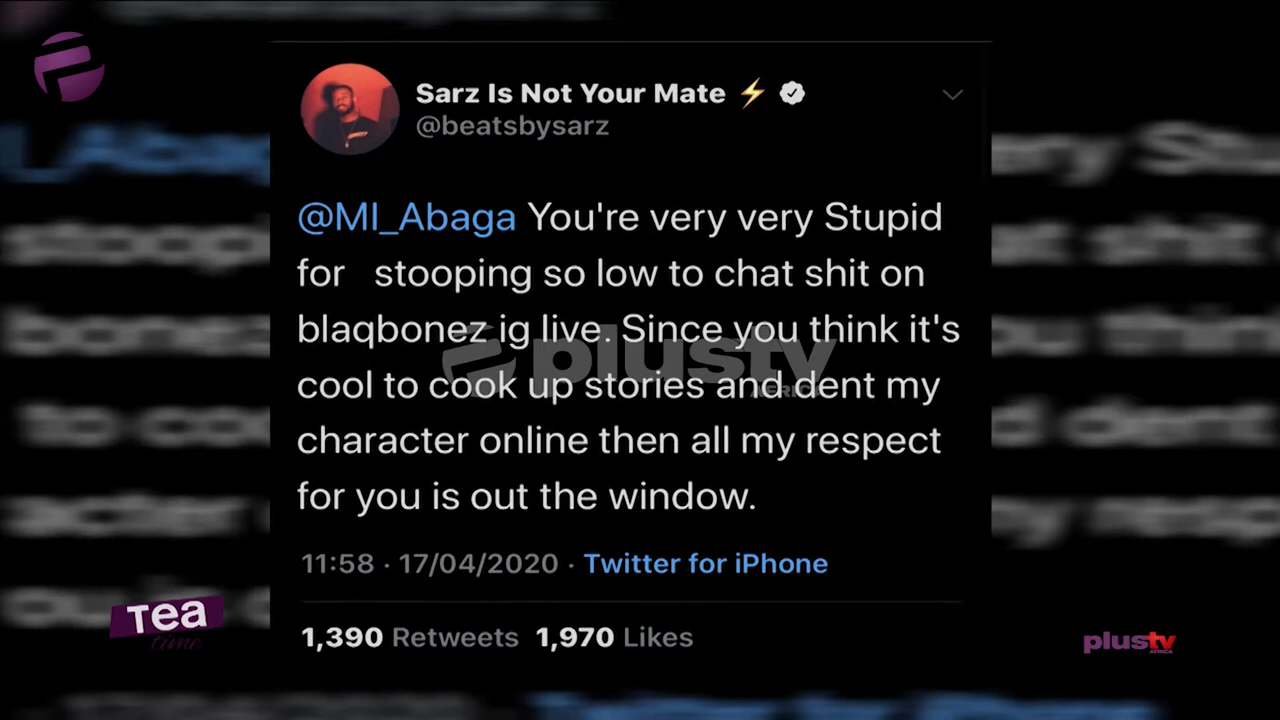 Sarz Is Not Your Mate ⚡
@beatsbysarz
@MI_Abaga You're very very Stupid
for stooping so low to chat shit on
blaqbonez ig live. Since you think it's
cool to cook up stories and dent my
character online then all my respect
for you is out the window.
plustv
AFRICA
11:58 · 17/04/2020 · Twitter for iPhone
1,390 Retweets 1,970 Likes
Tea
time
plustv
AFRICA